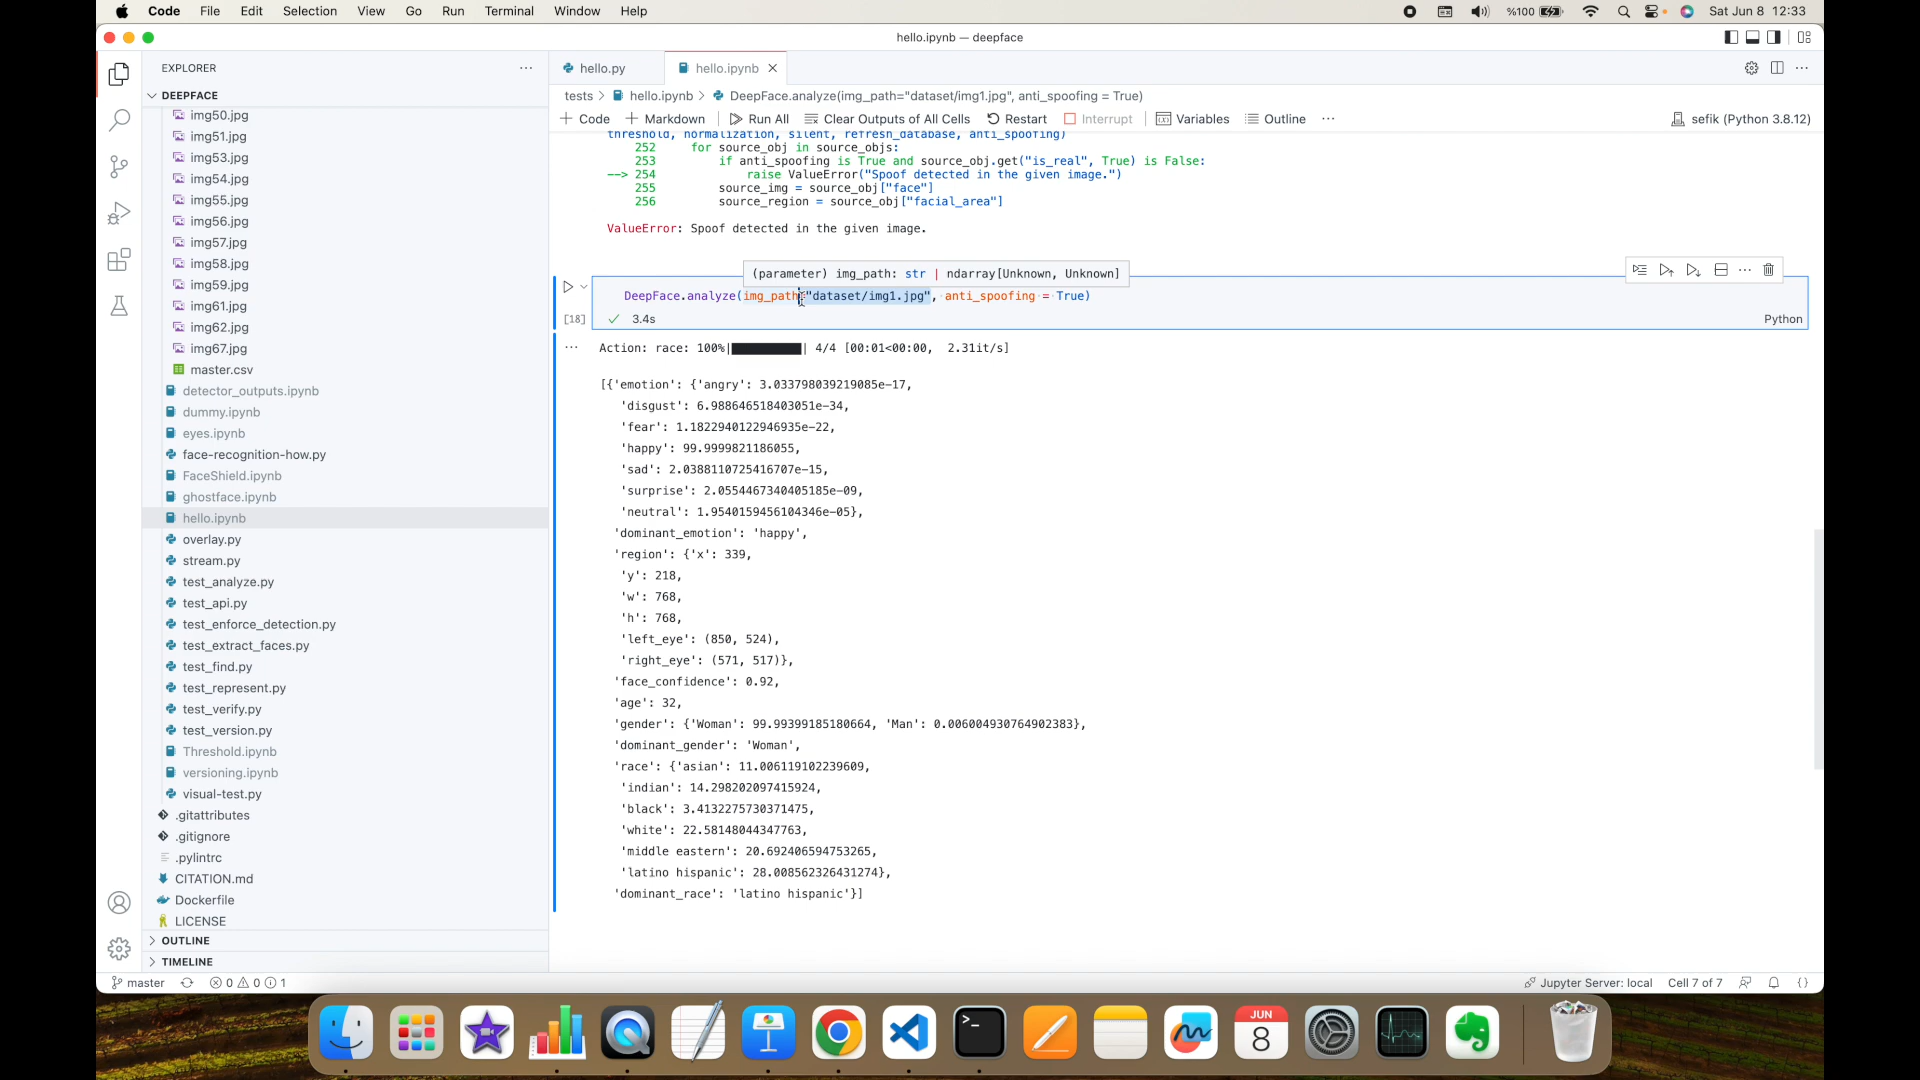 Code File Edit Selection View Go Run Terminal Window Help %100 Sat Jun 8 12:33
hello.ipynb — deepface
EXPLORER
DEEPFACE
img50.jpg
img51.jpg
img53.jpg
img54.jpg
img55.jpg
img56.jpg
img57.jpg
img58.jpg
img59.jpg
img61.jpg
img62.jpg
img67.jpg
master.csv
detector_outputs.ipynb
dummy.ipynb
eyes.ipynb
face-recognition-how.py
FaceShield.ipynb
ghostface.ipynb
hello.ipynb
overlay.py
stream.py
test_analyze.py
test_api.py
test_enforce_detection.py
test_extract_faces.py
test_find.py
test_represent.py
test_verify.py
test_version.py
Threshold.ipynb
versioning.ipynb
visual-test.py
.gitattributes
.gitignore
.pylintrc
CITATION.md
Dockerfile
LICENSE
OUTLINE
TIMELINE
hello.py hello.ipynb
tests > hello.ipynb > DeepFace.analyze(img_path="dataset/img1.jpg", anti_spoofing = True)
+ Code + Markdown Run All Clear Outputs of All Cells Restart Interrupt Variables Outline ... sefik (Python 3.8.12)
threshold, normalization, silent, refresh_database, anti_spoofing)
252 for source_obj in source_objs:
253 if anti_spoofing is True and source_obj.get("is_real", True) is False:
--> 254 raise ValueError("Spoof detected in the given image.")
255 source_img = source_obj["face"]
256 source_region = source_obj["facial_area"]
ValueError: Spoof detected in the given image.
(parameter) img_path: str | ndarray[Unknown, Unknown]
DeepFace.analyze(img_path="dataset/img1.jpg", anti_spoofing = True)
[18] 3.4s Python
Action: race: 100%|██████████| 4/4 [00:01<00:00, 2.31it/s]
[{'emotion': {'angry': 3.033798039219085e-17,
'disgust': 6.988646518403051e-34,
'fear': 1.1822940122946935e-22,
'happy': 99.9999821186055,
'sad': 2.0388110725416707e-15,
'surprise': 2.0554467340405185e-09,
'neutral': 1.9540159456104346e-05},
'dominant_emotion': 'happy',
'region': {'x': 339,
'y': 218,
'w': 768,
'h': 768,
'left_eye': (850, 524),
'right_eye': (571, 517)},
'face_confidence': 0.92,
'age': 32,
'gender': {'Woman': 99.99399185180664, 'Man': 0.006004930764902383},
'dominant_gender': 'Woman',
'race': {'asian': 11.006119102239609,
'indian': 14.298202097415924,
'black': 3.4132275730371475,
'white': 22.58148044347763,
'middle eastern': 20.692406594753265,
'latino hispanic': 28.008562326431274},
'dominant_race': 'latino hispanic'}]
master 0 0 1 Jupyter Server: local Cell 7 of 7
JUN
8